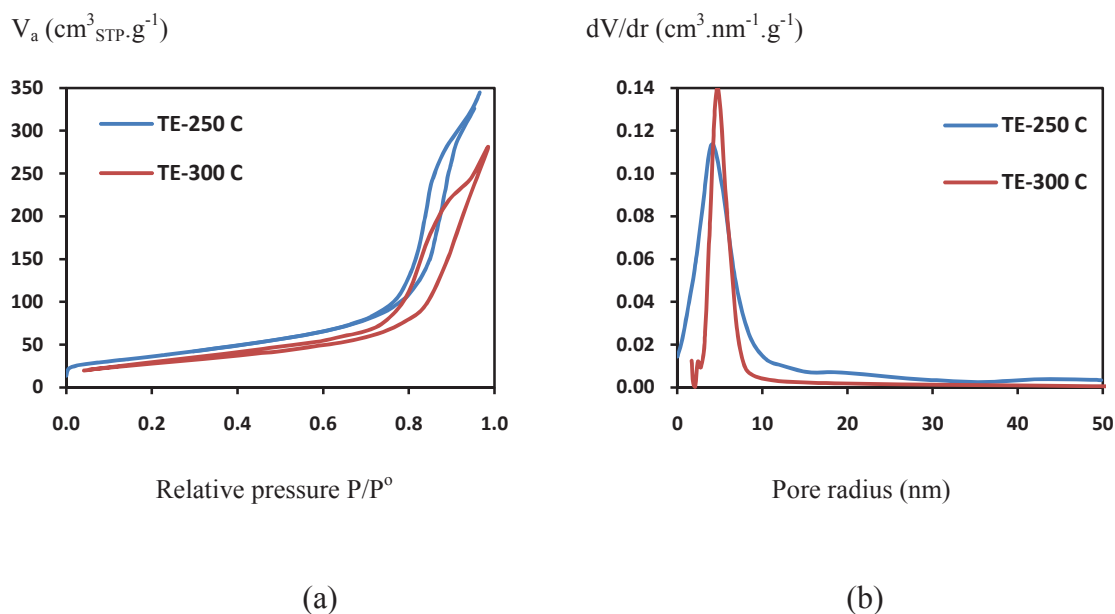 Vₐ (cm³STP.g⁻¹)
350
300
250
200
150
100
50
0
TE-250 C
TE-300 C
0.0 0.2 0.4 0.6 0.8 1.0
Relative pressure P/Pᵒ
(a)
dV/dr (cm³.nm⁻¹.g⁻¹)
0.14
0.12
0.10
0.08
0.06
0.04
0.02
0.00
TE-250 C
TE-300 C
0 10 20 30 40 50
Pore radius (nm)
(b)